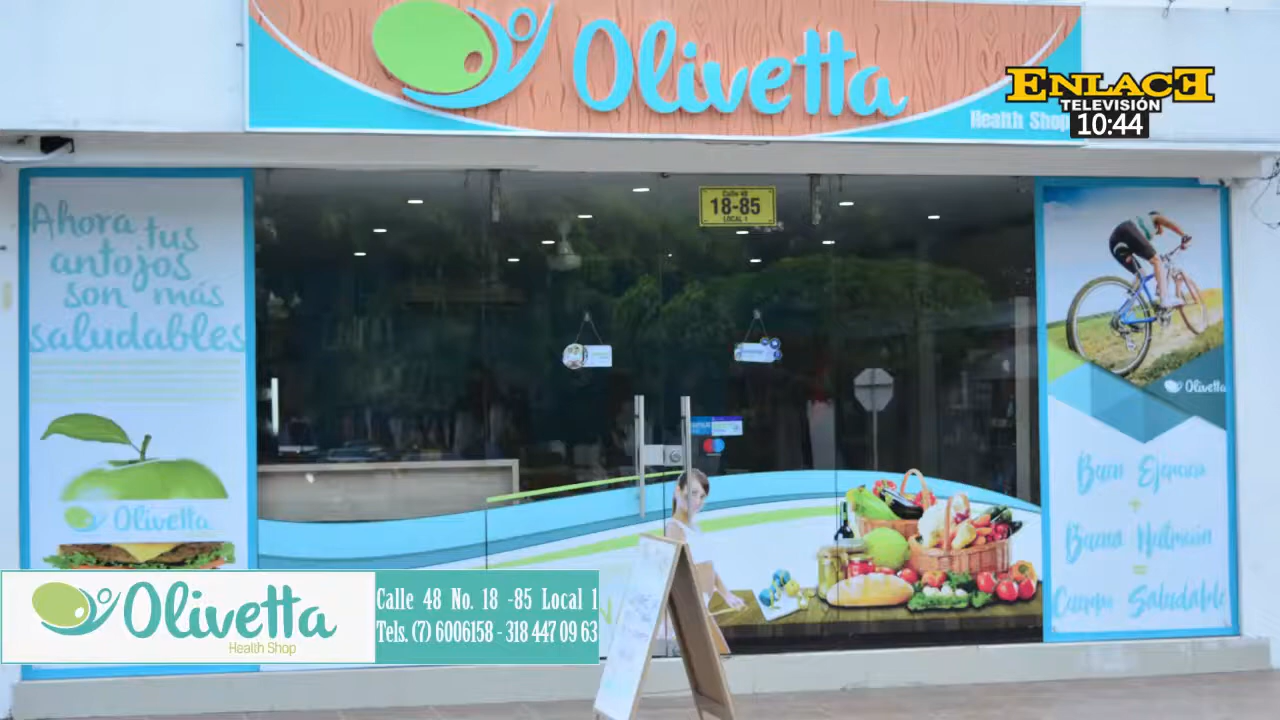 Olivetta
Health Shop
ENLACE
TELEVISIÓN
10:44
Calle 48
18-85
LOCAL 1
Ahora tus
antojos
son más
saludables
Olivetta
Olivetta
Buen Ejercicio
+
Buena Nutrición
=
Cuerpo Saludable
Olivetta
Health Shop
Calle 48 No. 18 -85 Local 1
Tels. (7) 6006158 - 318 447 09 63